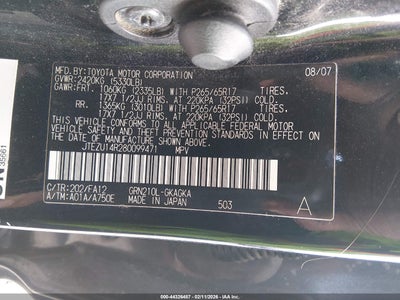 MFD.BY:TOYOTA MOTOR CORPORATION 08/07
GVWR:2420KG (5330LB)
GAWR:FRT. 1060KG (2335LB) WITH P265/65R17 TIRES.
17X7 1/2JJ RIMS. AT 220KPA (32PSI) COLD.
RR. 1365KG (3010LB) WITH P265/65R17 TIRES.
17X7 1/2JJ RIMS. AT 220KPA (32PSI) COLD.
THIS VEHICLE CONFORMS TO ALL APPLICABLE FEDERAL MOTOR
VEHICLE SAFETY, BUMPER, AND THEFT PREVENTION STANDARDS IN
EFFECT ON THE DATE OF MANUFACTURE SHOWN ABOVE.
JTEZU14R280099471 MPV
C/TR:202/FA12 GRN210L-GKAGKA
A/TM:A01A/A750E MADE IN JAPAN 503 A
35661
000-44328487 - 02/11/2026 - IAAI